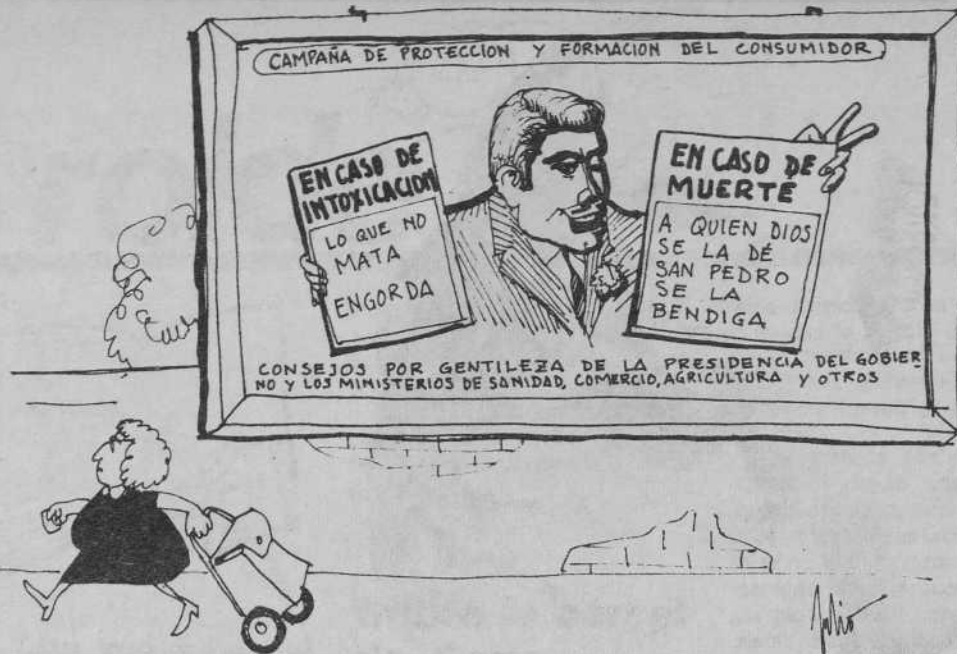 CAMPAÑA DE PROTECCION Y FORMACION DEL CONSUMIDOR
EN CASO DE
INTOXICACION
LO QUE NO
MATA
ENGORDA
EN CASO DE
MUERTE
A QUIEN DIOS
SE LA DÉ
SAN PEDRO
SE LA
BENDIGA
CONSEJOS POR GENTILEZA DE LA PRESIDENCIA DEL GOBIER-
NO Y LOS MINISTERIOS DE SANIDAD, COMERCIO, AGRICULTURA Y OTROS
Julio